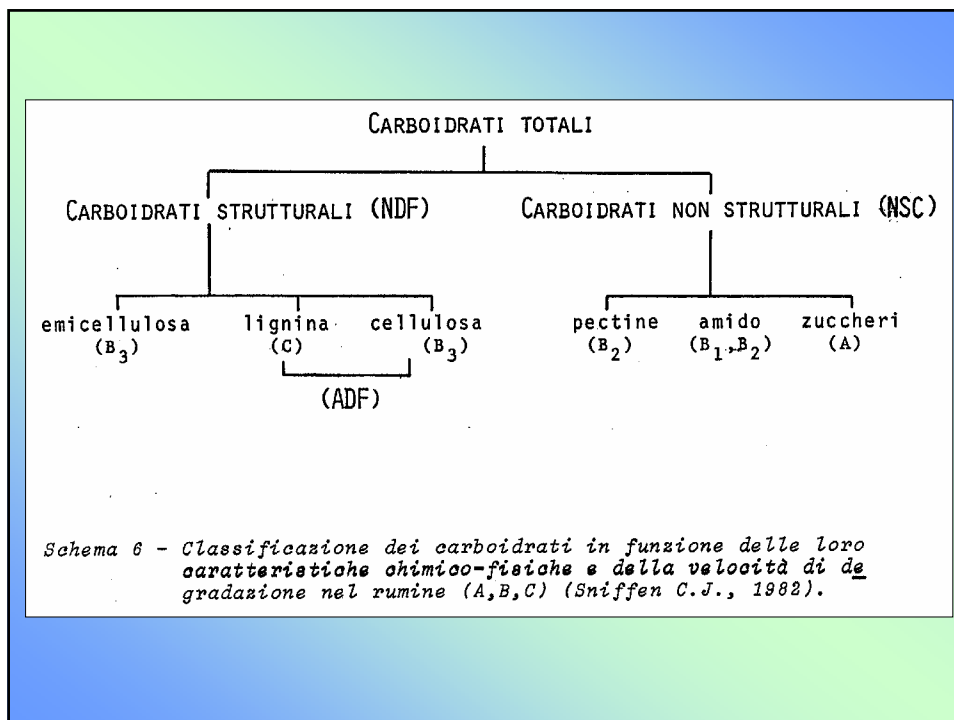 CARBOIDRATI TOTALI
CARBOIDRATI STRUTTURALI (NDF) CARBOIDRATI NON STRUTTURALI (NSC)
emicellulosa lignina cellulosa pectine amido zuccheri
(B3) (C) (B3) (B2) (B1,B2) (A)
(ADF)
Schema 6 - Classificazione dei carboidrati in funzione delle loro
caratteristiche chimico-fisiche e della velocità di de
gradazione nel rumine (A,B,C) (Sniffen C.J., 1982).